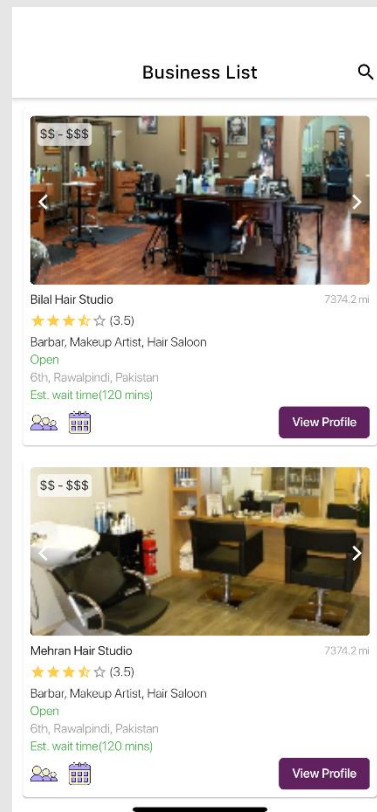 Business List
$$ - $$$
Bilal Hair Studio
7374.2 mi
(3.5)
Barbar, Makeup Artist, Hair Saloon
Open
6th, Rawalpindi, Pakistan
Est. wait time(120 mins)
View Profile
$$ - $$$
Mehran Hair Studio
7374.2 mi
(3.5)
Barbar, Makeup Artist, Hair Saloon
Open
6th, Rawalpindi, Pakistan
Est. wait time(120 mins)
View Profile